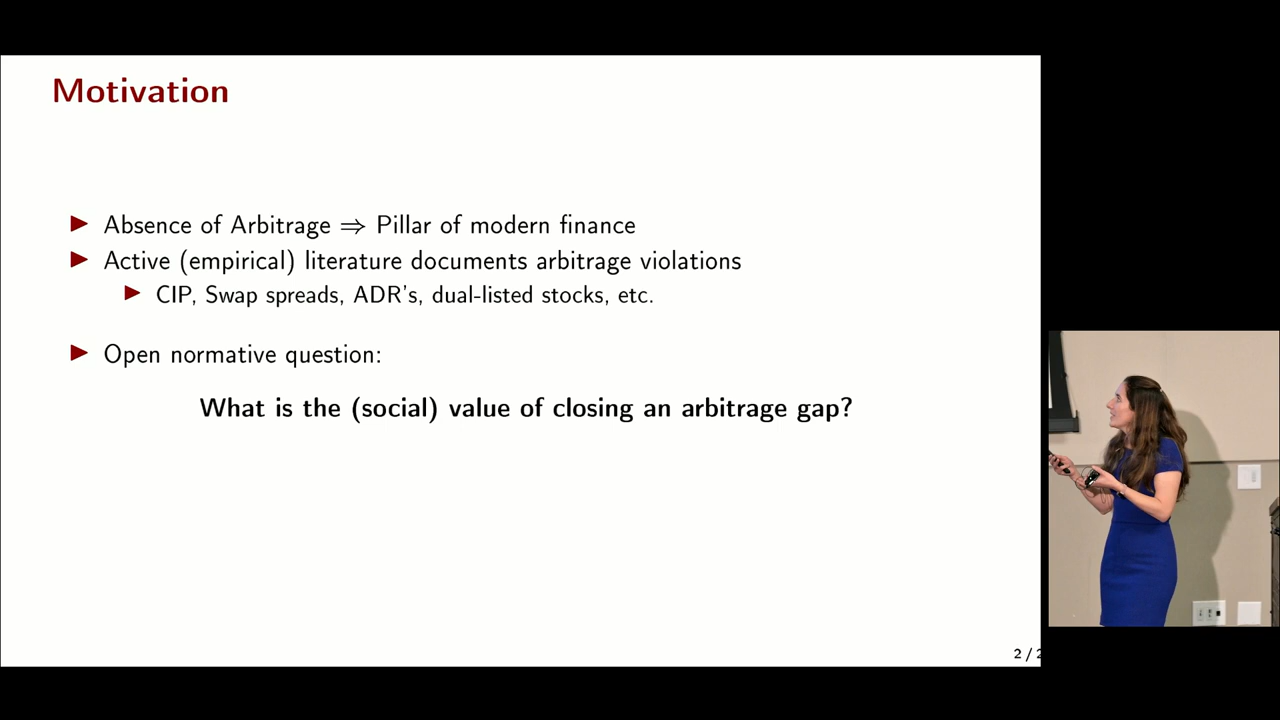 Motivation
▶ Absence of Arbitrage ⇒ Pillar of modern finance
▶ Active (empirical) literature documents arbitrage violations
▶ CIP, Swap spreads, ADR's, dual-listed stocks, etc.
▶ Open normative question:
What is the (social) value of closing an arbitrage gap?
2 /